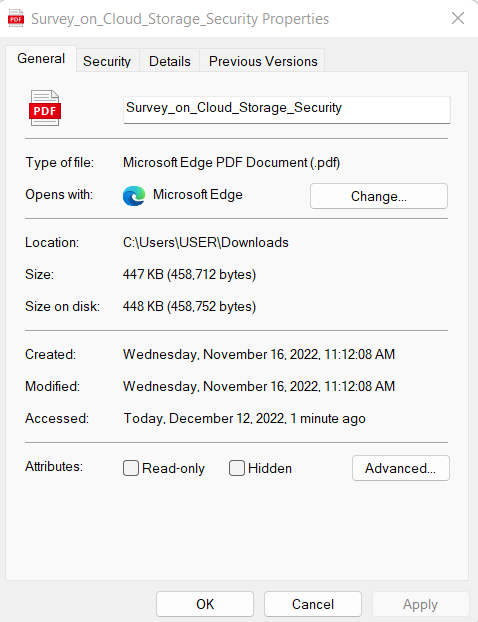 Survey_on_Cloud_Storage_Security Properties
General Security Details Previous Versions
PDF
Survey_on_Cloud_Storage_Security
Type of file: Microsoft Edge PDF Document (.pdf)
Opens with: Microsoft Edge Change...
Location: C:\Users\USER\Downloads
Size: 447 KB (458,712 bytes)
Size on disk: 448 KB (458,752 bytes)
Created: Wednesday, November 16, 2022, 11:12:08 AM
Modified: Wednesday, November 16, 2022, 11:12:08 AM
Accessed: Today, December 12, 2022, 1 minute ago
Attributes: Read-only Hidden Advanced...
OK Cancel Apply